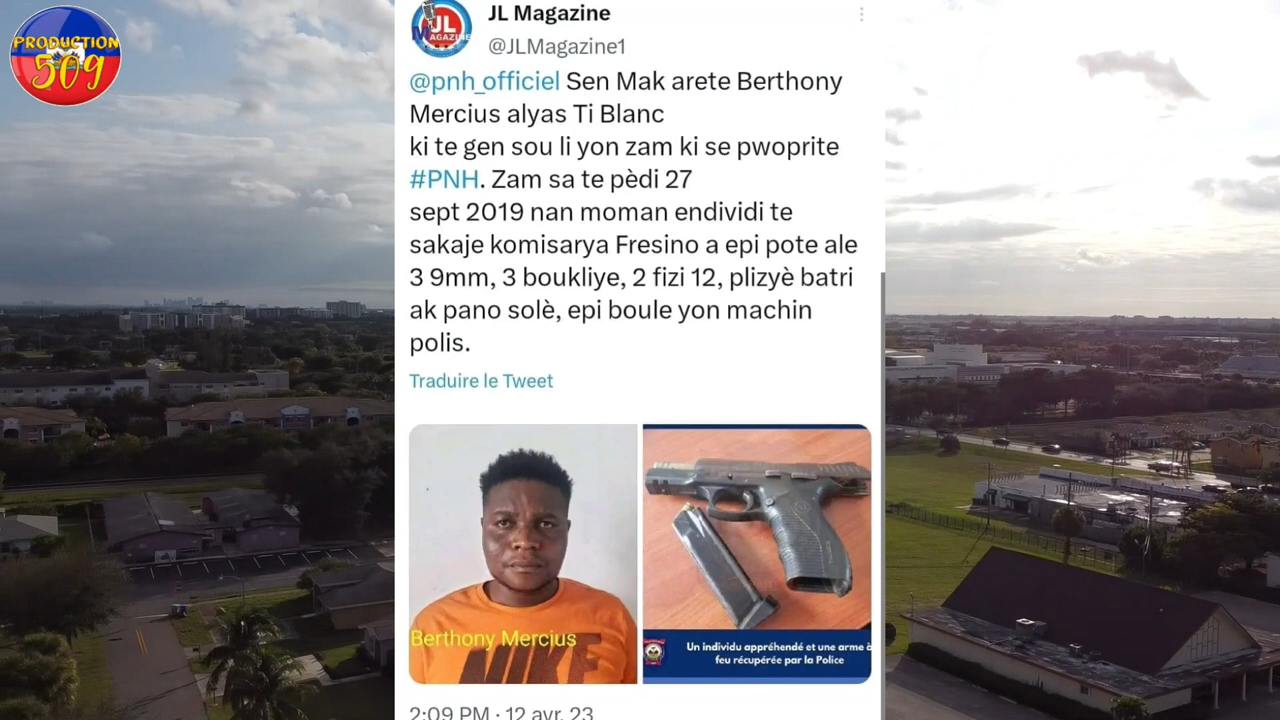 PRODUCTION
509
JL
MAGAZINE
JL Magazine
@JLMagazine1
@pnh_officiel Sen Mak arete Berthony
Mercius alyas Ti Blanc
ki te gen sou li yon zam ki se pwoprite
#PNH. Zam sa te pèdi 27
sept 2019 nan moman endividi te
sakaje komisarya Fresino a epi pote ale
3 9mm, 3 boukliye, 2 fizi 12, plizyè batri
ak pano solè, epi boule yon machin
polis.
Traduire le Tweet
Berthony Mercius
NIKE
Un individu appréhendé et une arme à
feu récupérée par la Police
2:09 PM · 12 avr. 23